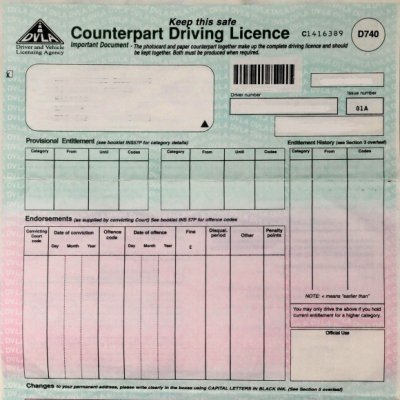 Keep this safe
Counterpart Driving Licence
C1416389
D740
DVLA
Driver and Vehicle
Licensing Agency
Important Document - The photocard and paper counterpart together make up the complete driving licence and should
be kept together. Both must be produced when required.
Driver number
Issue number
01A
Provisional Entitlement (see booklet INS57P for category details)
Entitlement History (see Section 3 overleaf)
Category From Until Codes Category From Until Codes Category From Until Codes
Endorsements (as supplied by convicting Court) See booklet INS 57P for offence codes
Convicting Court code Date of conviction Offence code Date of offence Fine Disqual. period Other Penalty points
Day Month Year Day Month Year £
NOTE: < means "earlier than"
You may only drive the above if you hold
current entitlement for a higher category.
Official Use
Changes to your permanent address, please write clearly in the boxes using CAPITAL LETTERS IN BLACK INK. (See Section 5 overleaf)